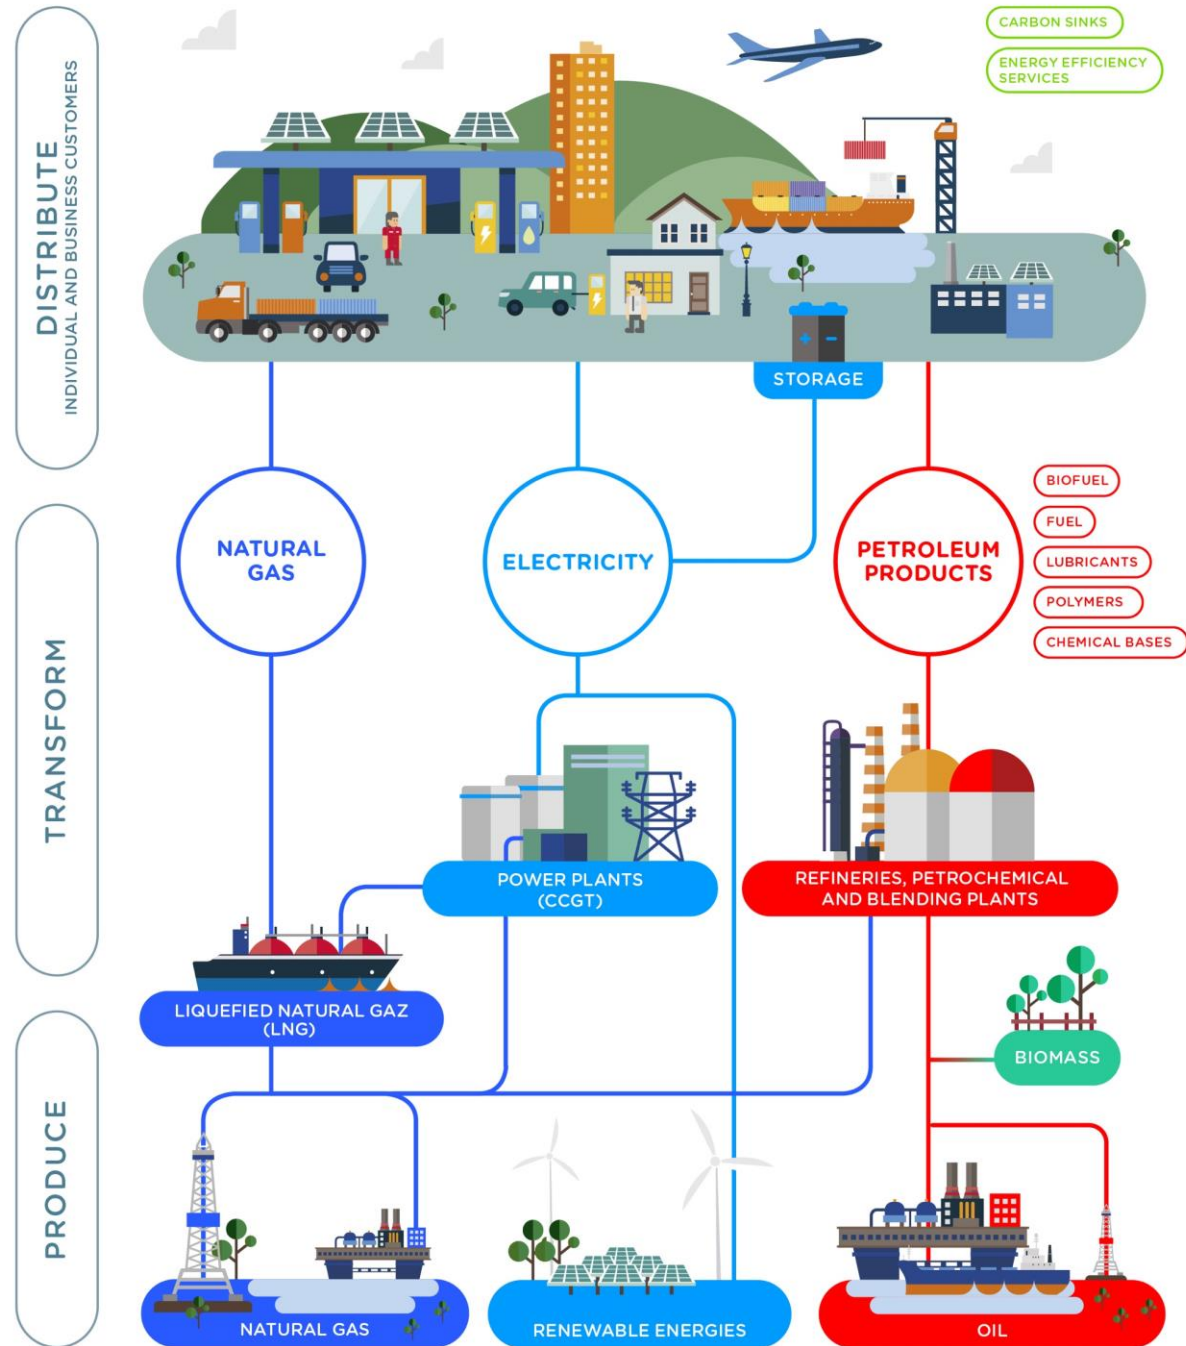 CARBON SINKS
ENERGY EFFICIENCY
SERVICES
DISTRIBUTE
INDIVIDUAL AND BUSINESS CUSTOMERS
STORAGE
NATURAL
GAS
ELECTRICITY
PETROLEUM
PRODUCTS
BIOFUEL
FUEL
LUBRICANTS
POLYMERS
CHEMICAL BASES
TRANSFORM
POWER PLANTS
(CCGT)
REFINERIES, PETROCHEMICAL
AND BLENDING PLANTS
LIQUEFIED NATURAL GAZ
(LNG)
BIOMASS
PRODUCE
NATURAL GAS
RENEWABLE ENERGIES
OIL